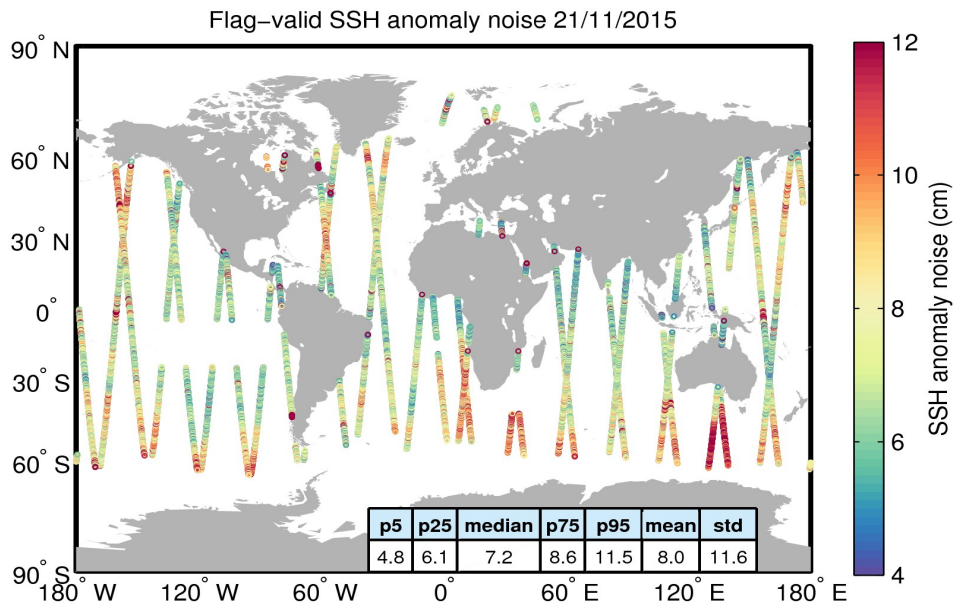 Flag−valid SSH anomaly noise 21/11/2015
90° N
60° N
30° N
0°
30° S
60° S
90° S
180° W 120° W 60° W 0° 60° E 120° E 180° E
p5 p25 median p75 p95 mean std
4.8 6.1 7.2 8.6 11.5 8.0 11.6
12
10
8
6
4
SSH anomaly noise (cm)